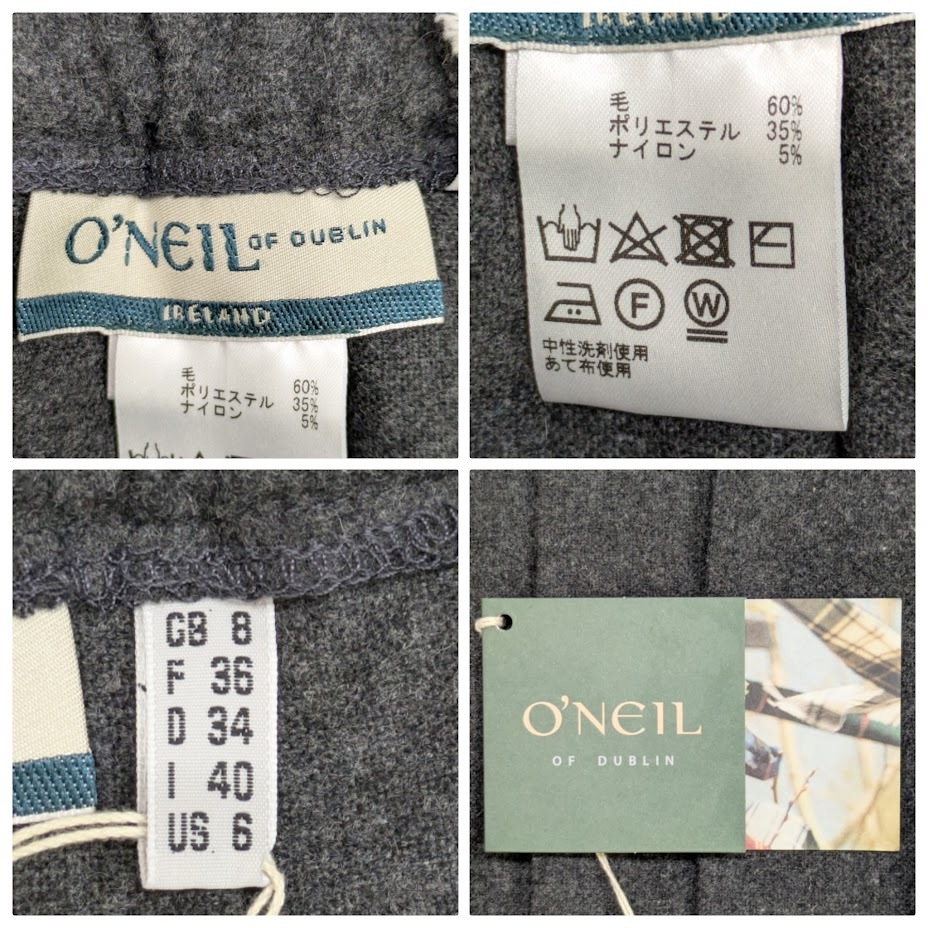 O'NEIL OF DUBLIN
IRELAND
毛 60%
ポリエステル 35%
ナイロン 5%
IRELAND
毛 60%
ポリエステル 35%
ナイロン 5%
F
W
中性洗剤使用
あて布使用
GB 8
F 36
D 34
I 40
US 6
O'NEIL
OF DUBLIN